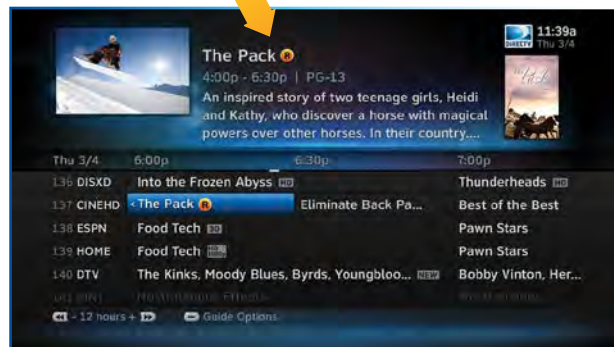 11:39a
DIRECTV Thu 3/4
The Pack R
4:00p - 6:30p | PG-13
An inspired story of two teenage girls, Heidi
and Kathy, who discover a horse with magical
powers over other horses. In their country....
Thu 3/4 6:00p 6:30p 7:00p
136 DISXD Into the Frozen Abyss HD Thunderheads HD
137 CINEHD ‹The Pack R Eliminate Back Pa... Best of the Best
138 ESPN Food Tech 3D Pawn Stars
139 HOME Food Tech HD Pawn Stars
140 DTV The Kinks, Moody Blues, Byrds, Youngbloo... NEW Bobby Vinton, Her...
- 12 hours + Guide Options